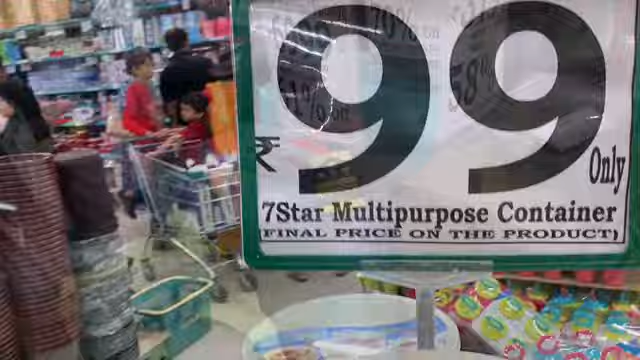 ₹ 99 Only
7Star Multipurpose Container
(FINAL PRICE ON THE PRODUCT)